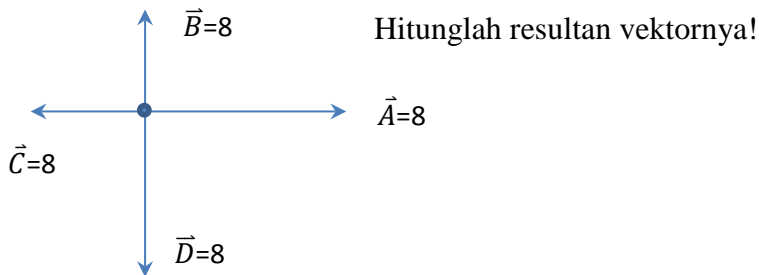 B⃗=8
Hitunglah resultan vektornya!
A⃗=8
C⃗=8
D⃗=8